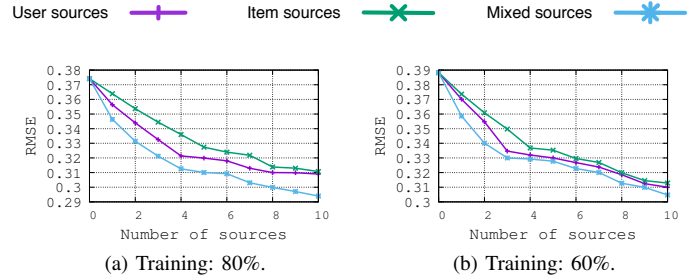 User sources Item sources Mixed sources
0.38
0.37
0.36
0.35
0.34
0.33
0.32
0.31
0.3
0.29
RMSE
0 2 4 6 8 10
Number of sources
(a) Training: 80%.
0.39
0.38
0.37
0.36
0.35
0.34
0.33
0.32
0.31
0.3
RMSE
0 2 4 6 8 10
Number of sources
(b) Training: 60%.